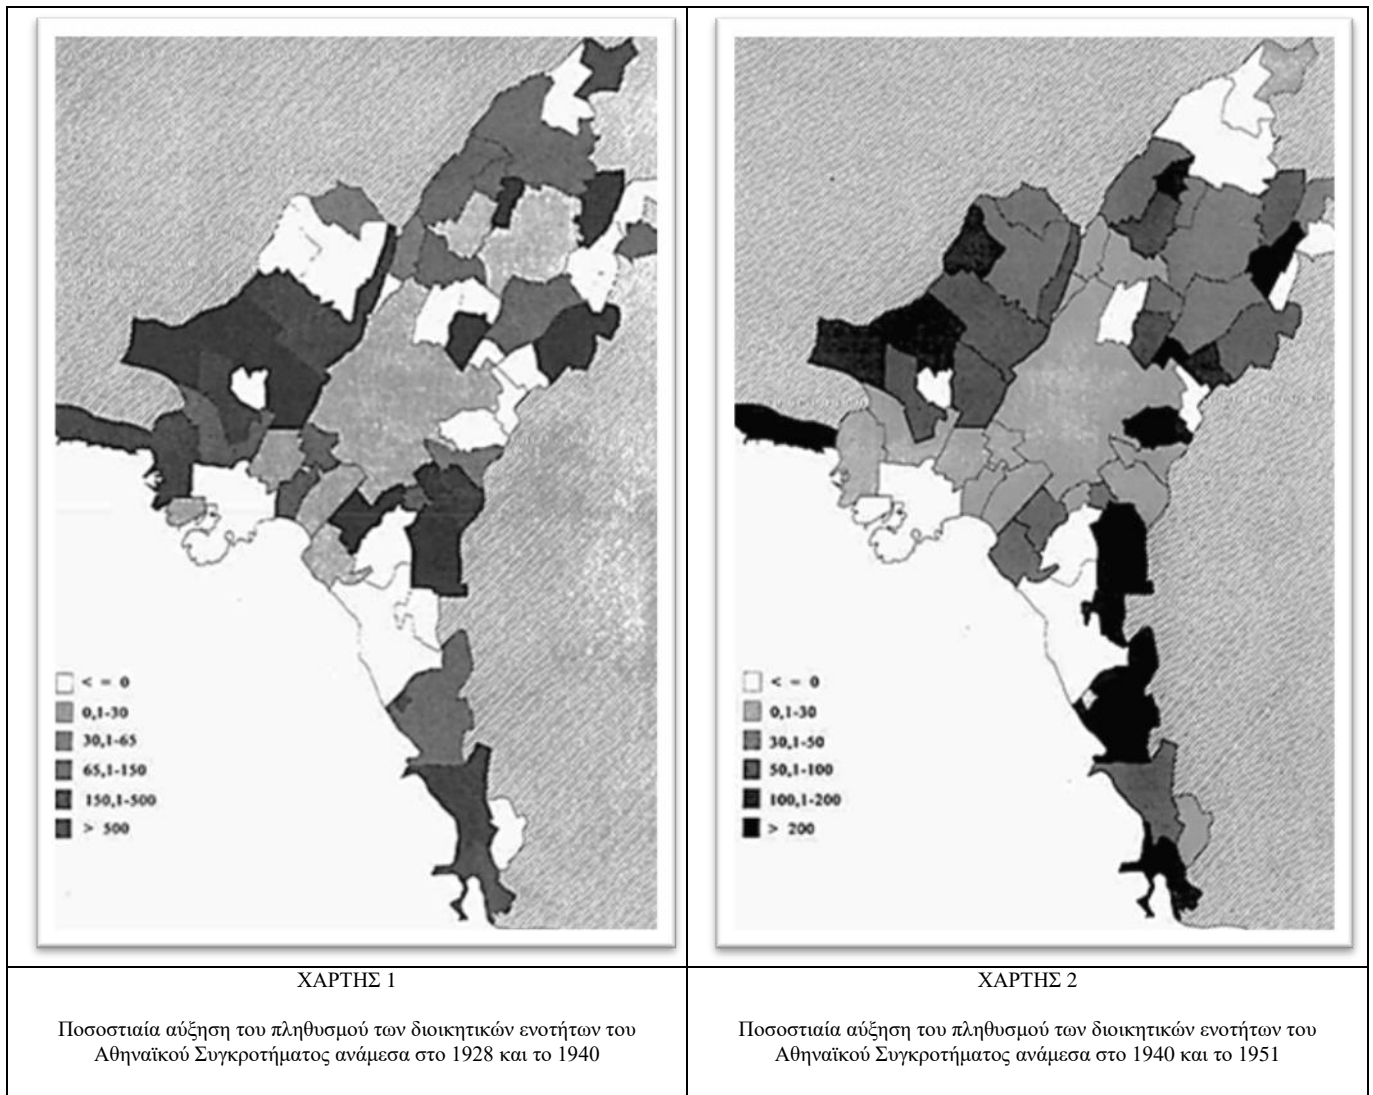 < = 0
0,1-30
30,1-65
65,1-150
150,1-500
> 500
< = 0
0,1-30
30,1-50
50,1-100
100,1-200
> 200
ΧΑΡΤΗΣ 1
Ποσοστιαία αύξηση του πληθυσμού των διοικητικών ενοτήτων του
Αθηναϊκού Συγκροτήματος ανάμεσα στο 1928 και το 1940
ΧΑΡΤΗΣ 2
Ποσοστιαία αύξηση του πληθυσμού των διοικητικών ενοτήτων του
Αθηναϊκού Συγκροτήματος ανάμεσα στο 1940 και το 1951